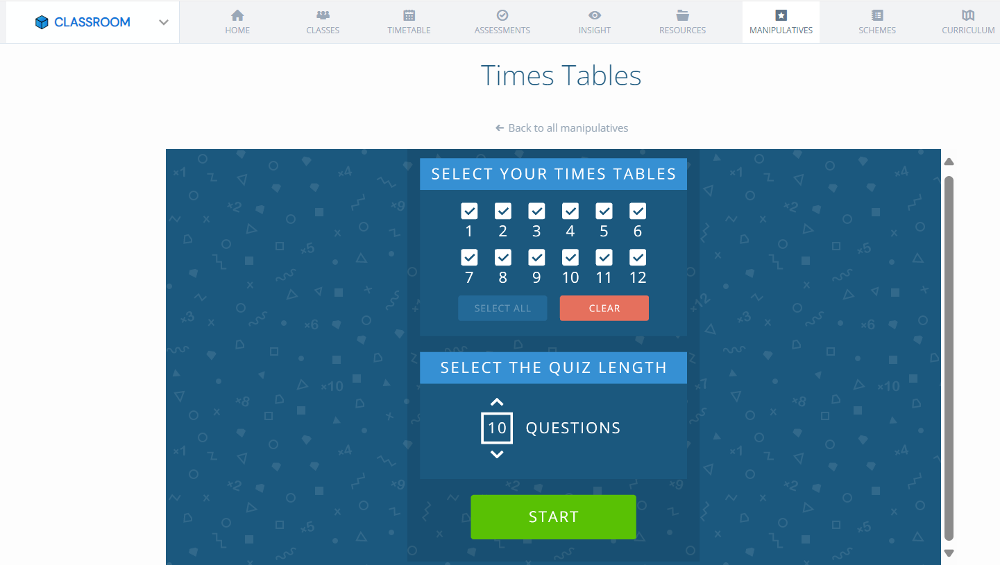 CLASSROOM
HOME CLASSES TIMETABLE ASSESSMENTS INSIGHT RESOURCES MANIPULATIVES SCHEMES CURRICULUM
Times Tables
Back to all manipulatives
SELECT YOUR TIMES TABLES
1 2 3 4 5 6
7 8 9 10 11 12
SELECT ALL CLEAR
SELECT THE QUIZ LENGTH
10 QUESTIONS
START